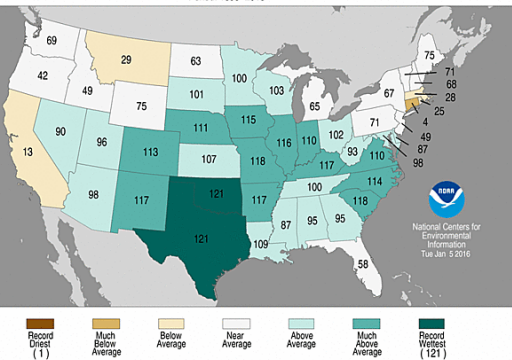 69
29
63
75
42
49
75
100
101
103
65
67
71
68
28
25
4
49
87
98
71
13
90
96
113
111
107
115
116
110
102
93
117
110
118
98
117
121
117
100
114
118
121
109
87
95
95
58
NOAA
National Centers for
Environmental
Information
Tue Jan 5 2016
Record
Driest
(1)
Much
Below
Average
Below
Average
Near
Average
Above
Average
Much
Above
Average
Record
Wettest
(121)